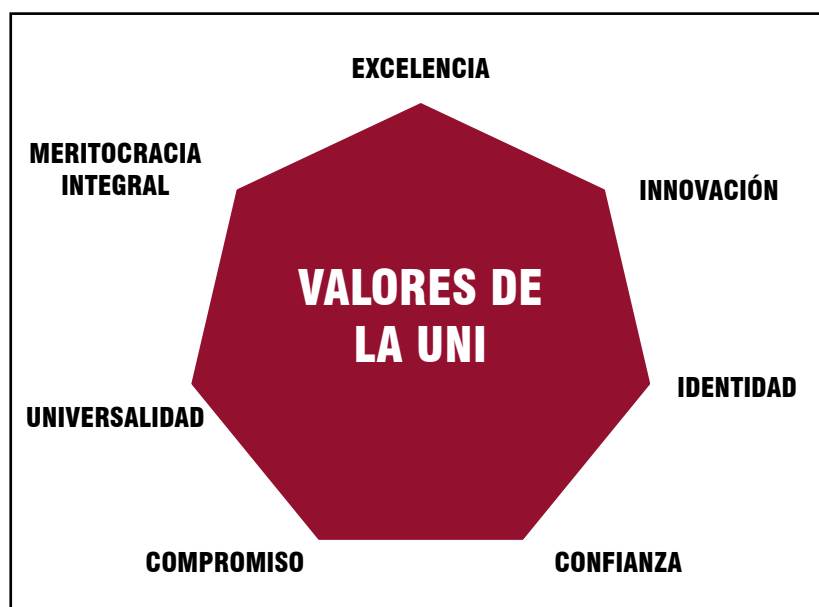 EXCELENCIA
MERITOCRACIA
INTEGRAL
INNOVACIÓN
VALORES DE
LA UNI
IDENTIDAD
UNIVERSALIDAD
COMPROMISO
CONFIANZA